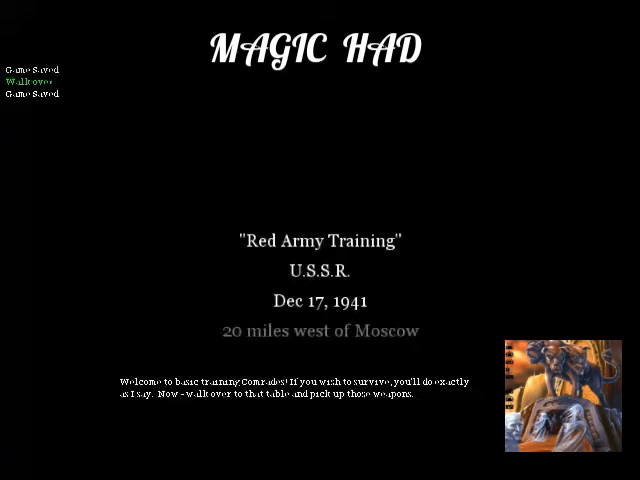 MAGIC HAD
Game Saved
Walk over
Game Saved
"Red Army Training"
U.S.S.R.
Dec 17, 1941
20 miles west of Moscow
Welcome to basic training Comrades! If you wish to survive, you'll do exactly
as I say. Now - walk over to that table and pick up those weapons.